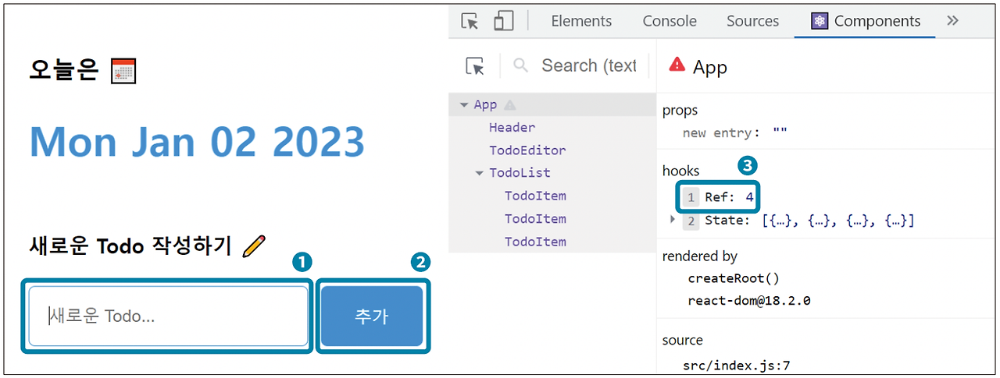 오늘은
Mon Jan 02 2023
새로운 Todo 작성하기
1
2
새로운 Todo...
추가
Elements Console Sources Components »
Search (text
App
Header
TodoEditor
TodoList
TodoItem
TodoItem
TodoItem
App
props
new entry: ""
hooks
3
1 Ref: 4
2 State: [{…}, {…}, {…}, {…}]
rendered by
createRoot()
react-dom@18.2.0
source
src/index.js:7